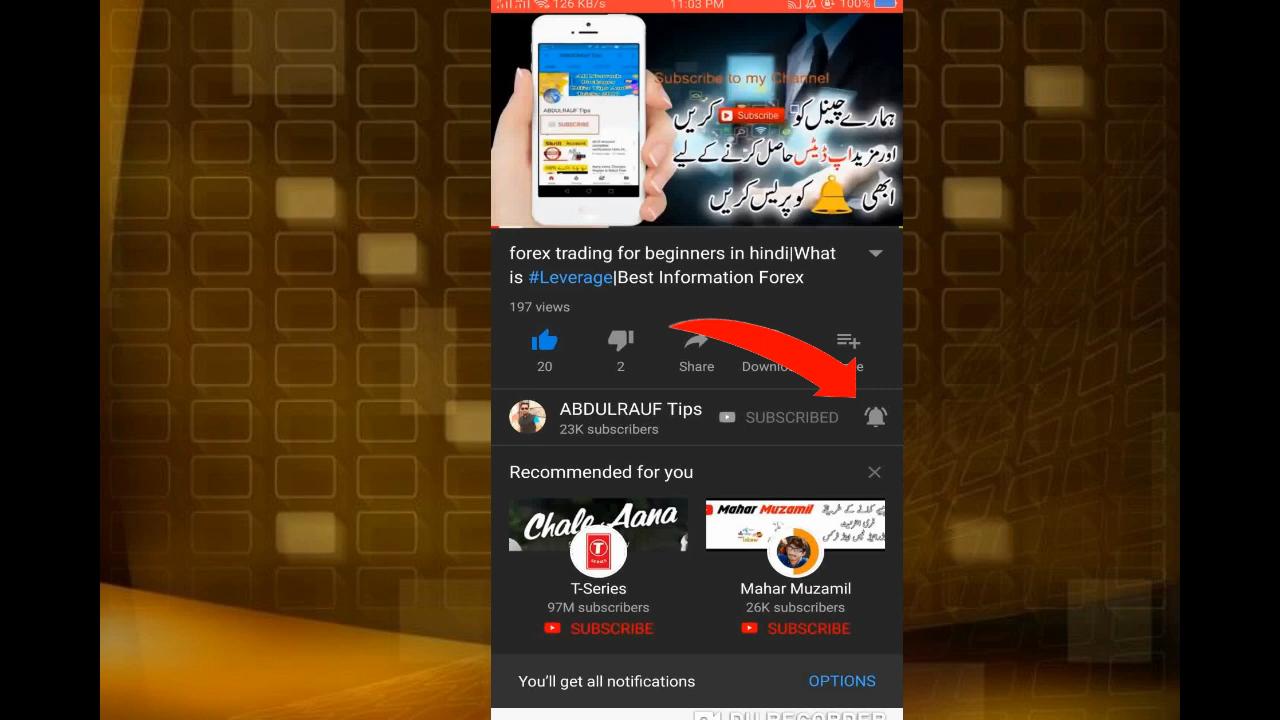 126 KB/s 11:03 PM 100%
ABDULRAUF Tips
SUBSCRIBE
Subscribe to my Channel
ہمارے چینل کو Subscribe کریں
اور مزید اپ ڈیٹس حاصل کرنے کے لیے
ابھی کو پریس کریں
forex trading for beginners in hindi|What
is #Leverage|Best Information Forex
197 views
20 2 Share
ABDULRAUF Tips SUBSCRIBED
23K subscribers
Recommended for you
Chale Aana Mahar Muzamil
T-Series Mahar Muzamil
97M subscribers 26K subscribers
SUBSCRIBE SUBSCRIBE
You'll get all notifications OPTIONS